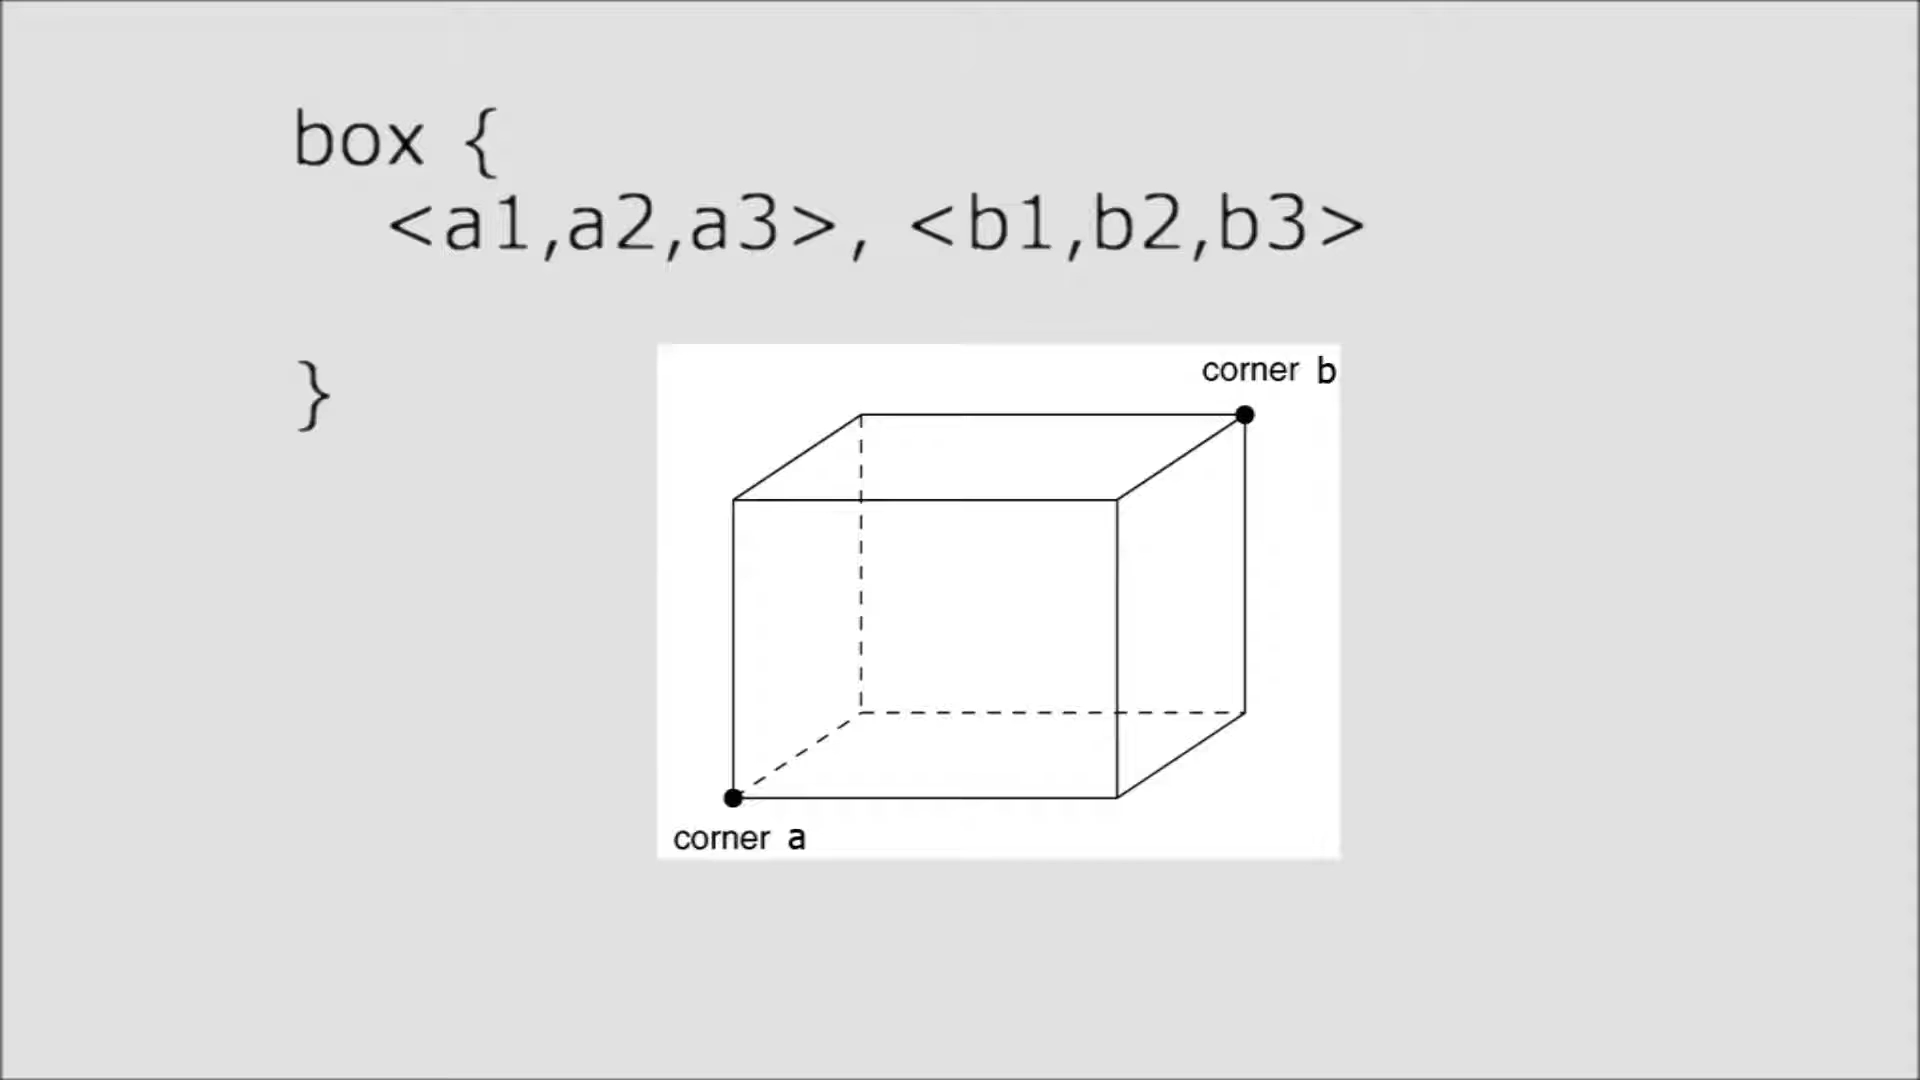 box {
<a1,a2,a3>, <b1,b2,b3>
}
corner b
corner a